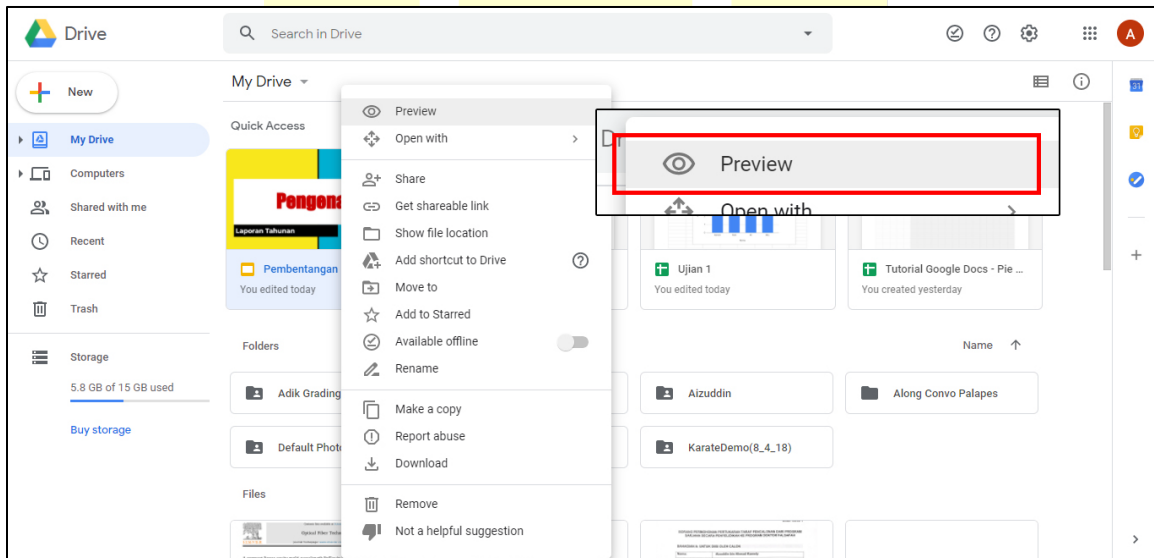 Drive
Search in Drive
A
New
My Drive
Computers
Shared with me
Recent
Starred
Trash
Storage
5.8 GB of 15 GB used
Buy storage
My Drive
Quick Access
Laporan Tahunan
Pembentangan
You edited today
Preview
Open with
Share
Get shareable link
Show file location
Add shortcut to Drive
Move to
Add to Starred
Available offline
Rename
Make a copy
Report abuse
Download
Remove
Not a helpful suggestion
Preview
Open with
Ujian 1
You edited today
Tutorial Google Docs - Pie ...
You created yesterday
Folders
Name
Adik Grading
Aizuddin
Along Convo Palapes
KarateDemo(8_4_18)
Default
Files
31